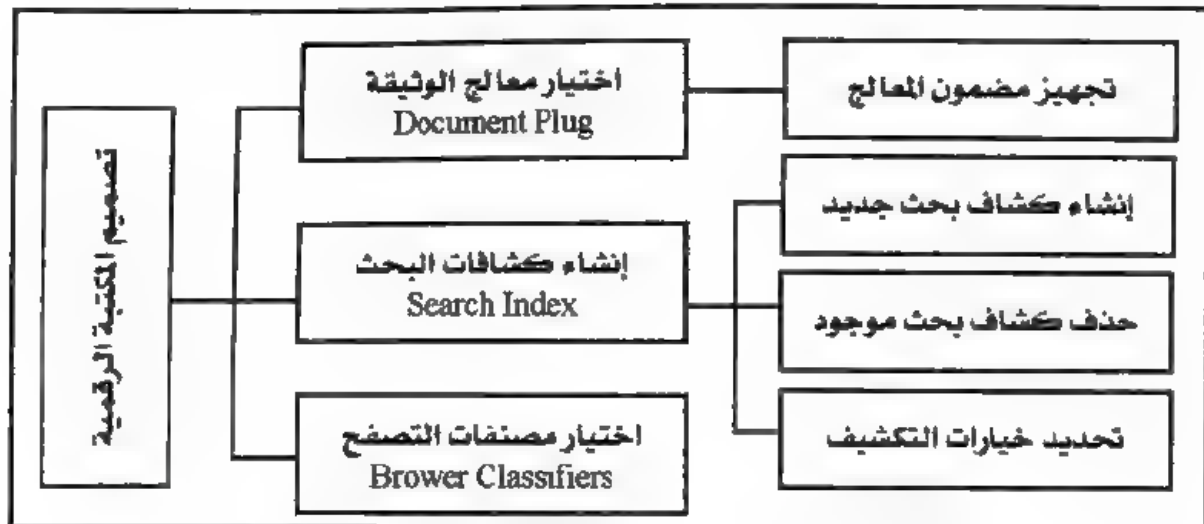 تصميم المكتبة الرقمية
اختيار معالج الوثيقة
Document Plug
تجهيز مضمون المعالج
إنشاء كشافات البحث
Search Index
إنشاء كشاف بحث جديد
حذف كشاف بحث موجود
تحديد خيارات التكشيف
اختيار مصنفات التصفح
Brower Classifiers